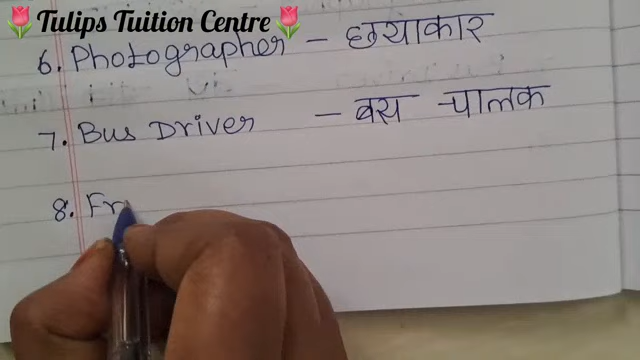 🌷Tulips Tuition Centre🌷
6. Photographer – छायाकार
7. Bus Driver – बस चालक
8. Fr